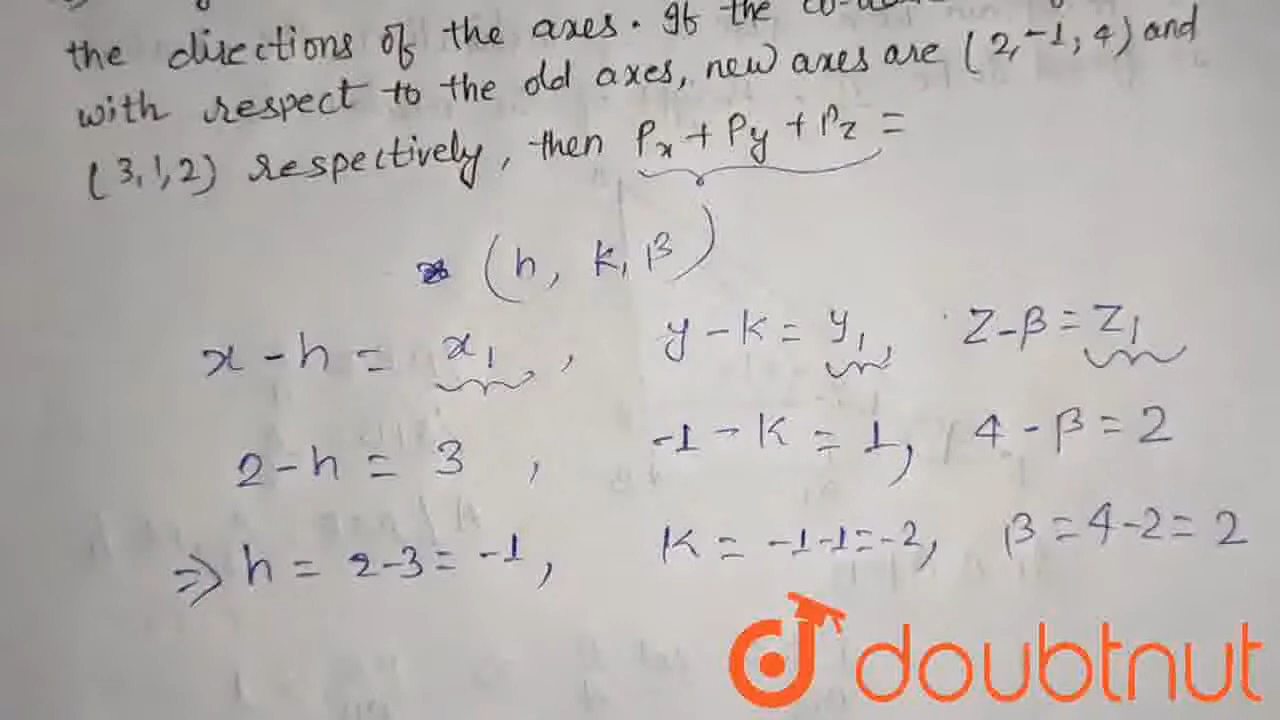 the directions of the axes. If the
with respect to the old axes, new axes are (2,-1,4) and
(3,1,2) respectively, then Px + Py + Pz =
(h, k, β)
x - h = x1, y - k = y1, z - β = z1
2 - h = 3, -1 - k = 1, 4 - β = 2
⇒ h = 2-3 = -1, k = -1-1 = -2, β = 4-2 = 2
doubtnut